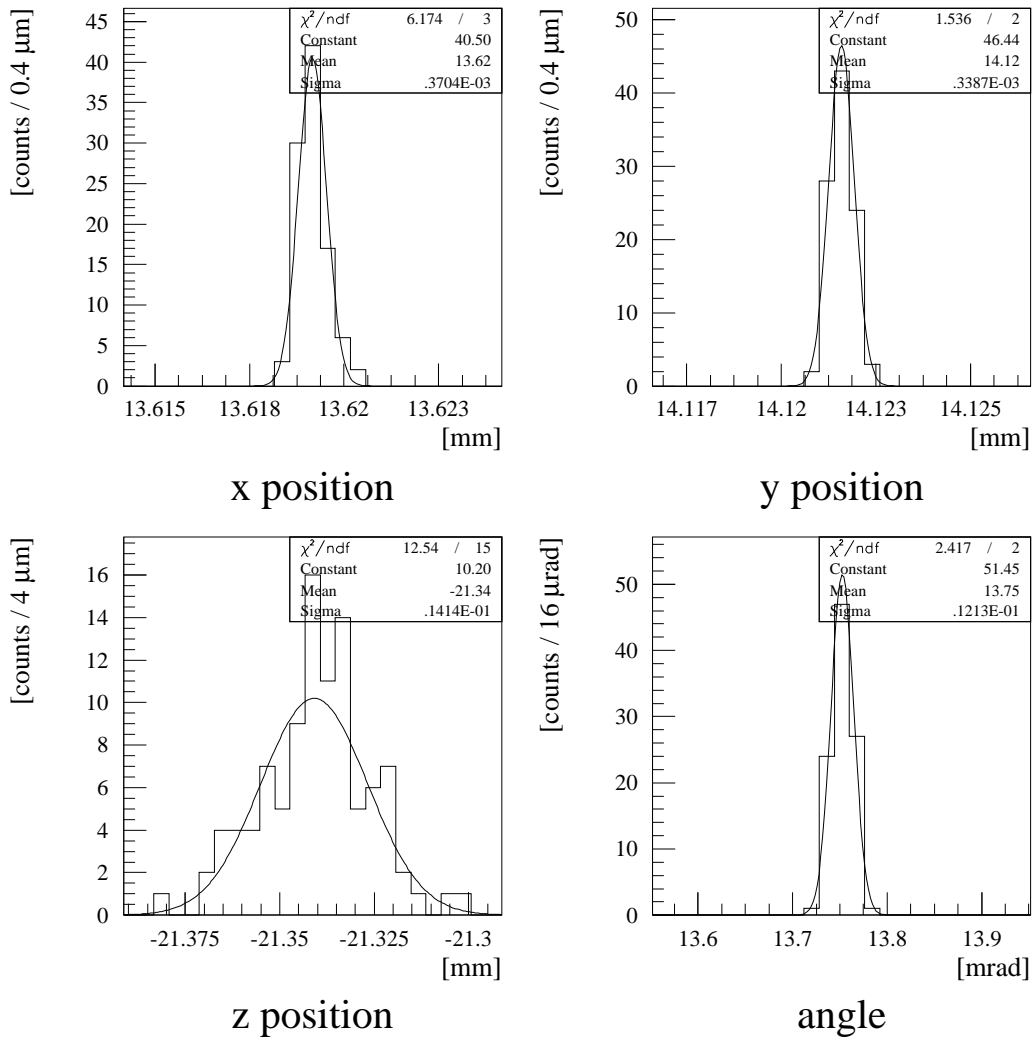 [counts / 0.4 µm]
χ²/ndf 6.174 / 3
Constant 40.50
Mean 13.62
Sigma .3704E-03
45
40
35
30
25
20
15
10
5
0
13.615 13.618 13.62 13.623
[mm]
x position
[counts / 0.4 µm]
χ²/ndf 1.536 / 2
Constant 46.44
Mean 14.12
Sigma .3387E-03
50
40
30
20
10
0
14.117 14.12 14.123 14.125
[mm]
y position
[counts / 4 µm]
χ²/ndf 12.54 / 15
Constant 10.20
Mean -21.34
Sigma .1414E-01
16
14
12
10
8
6
4
2
0
-21.375 -21.35 -21.325 -21.3
[mm]
z position
[counts / 16 µrad]
χ²/ndf 2.417 / 2
Constant 51.45
Mean 13.75
Sigma .1213E-01
50
40
30
20
10
0
13.6 13.7 13.8 13.9
[mrad]
angle